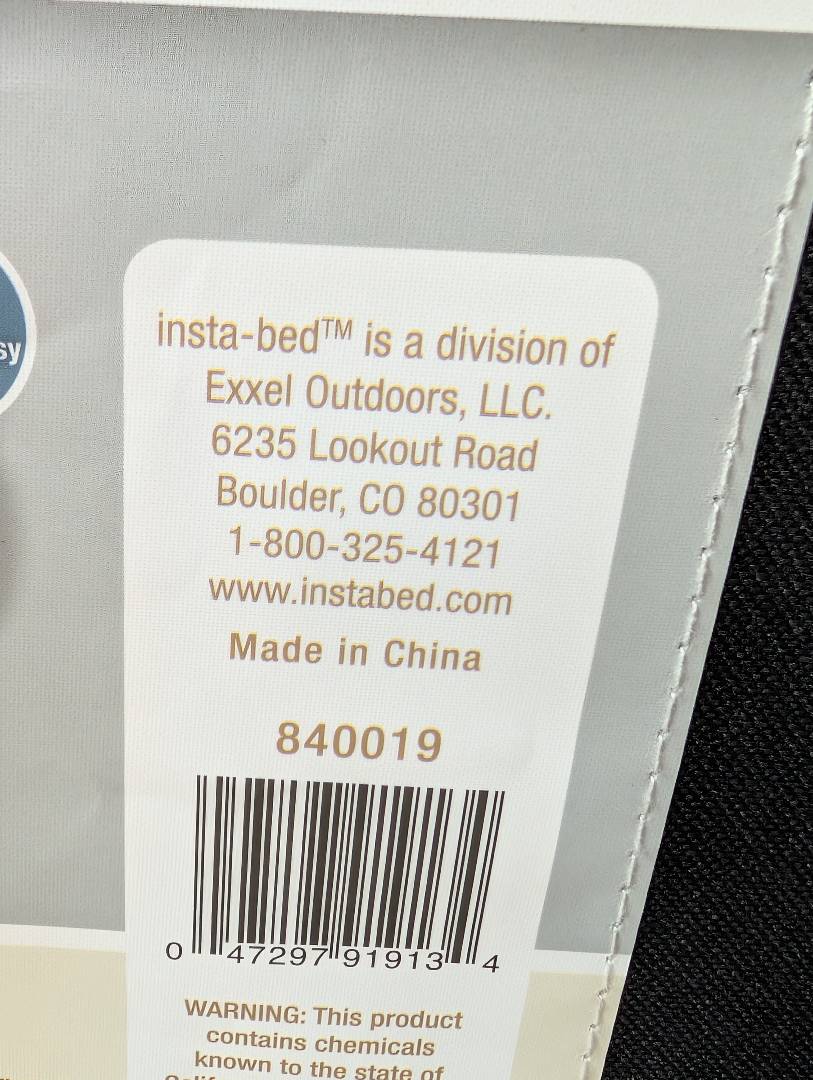 sy
insta-bed™ is a division of
Exxel Outdoors, LLC.
6235 Lookout Road
Boulder, CO 80301
1-800-325-4121
www.instabed.com
Made in China
840019
0 47297 91913 4
WARNING: This product
contains chemicals
known to the state of